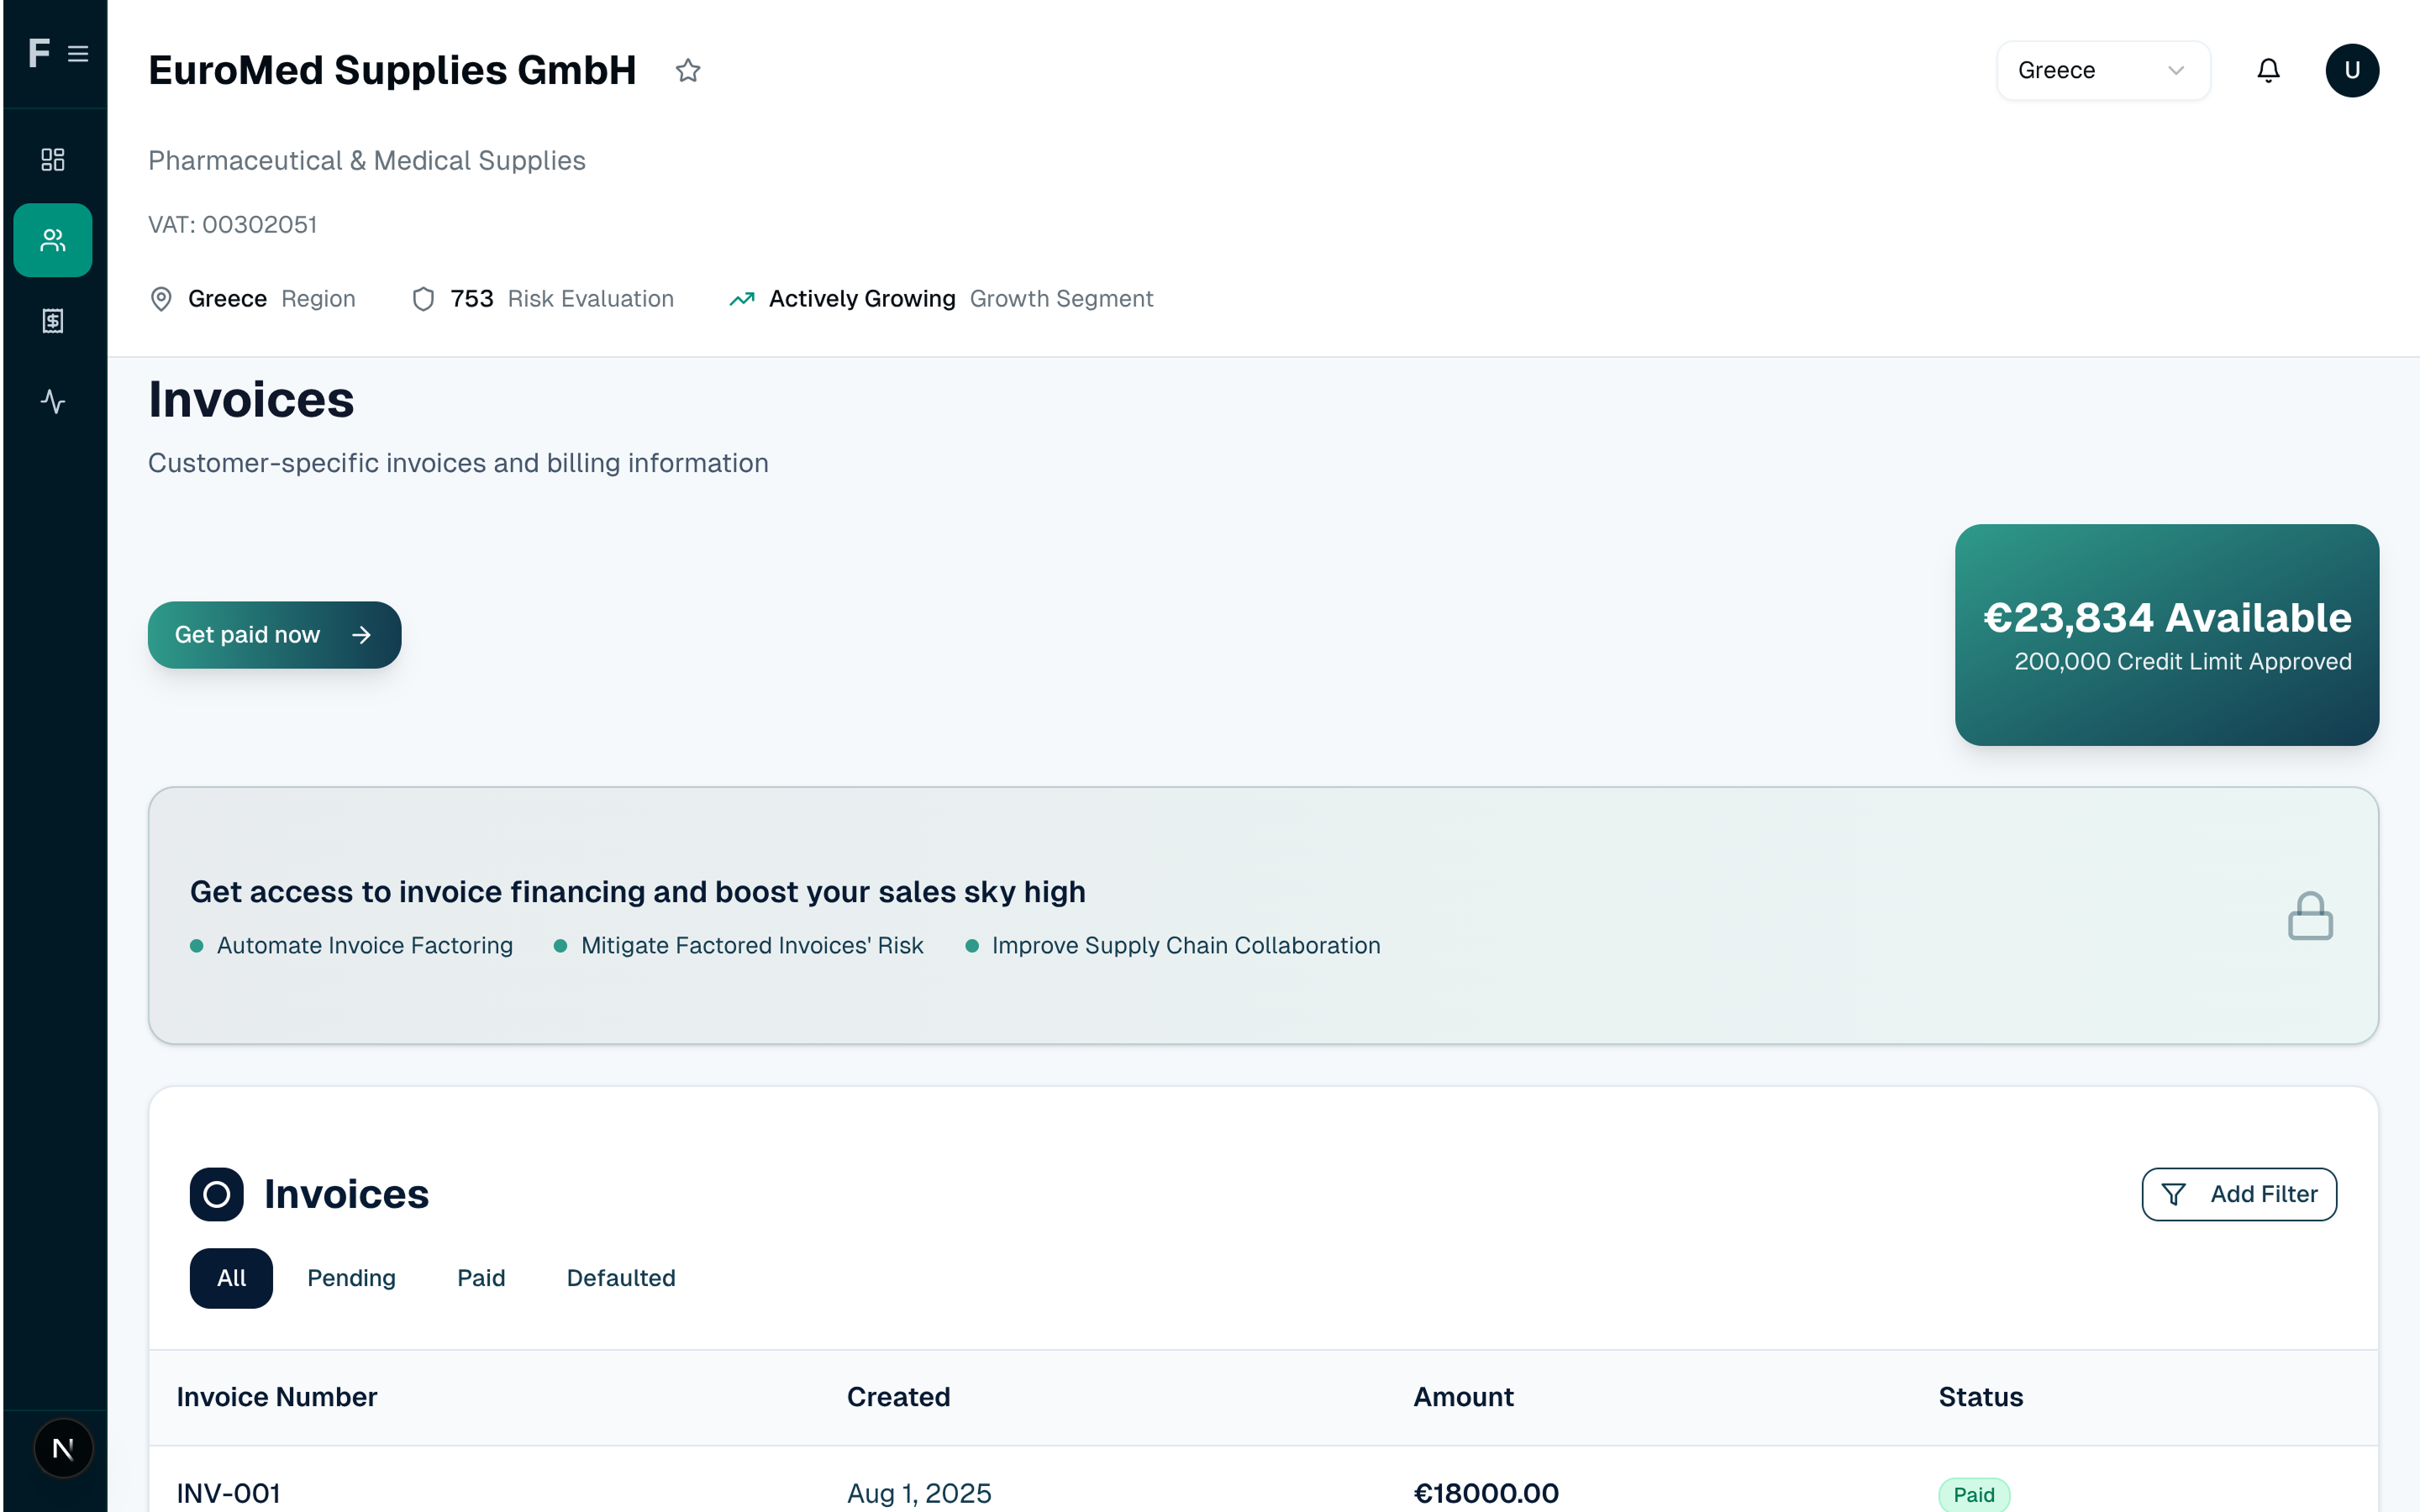 F
EuroMed Supplies GmbH
Greece
U
Pharmaceutical & Medical Supplies
VAT: 00302051
Greece Region
753 Risk Evaluation
Actively Growing Growth Segment
Invoices
Customer-specific invoices and billing information
Get paid now
€23,834 Available
200,000 Credit Limit Approved
Get access to invoice financing and boost your sales sky high
Automate Invoice Factoring
Mitigate Factored Invoices' Risk
Improve Supply Chain Collaboration
Invoices
Add Filter
All Pending Paid Defaulted
Invoice Number Created Amount Status
INV-001 Aug 1, 2025 €18000.00 Paid
N